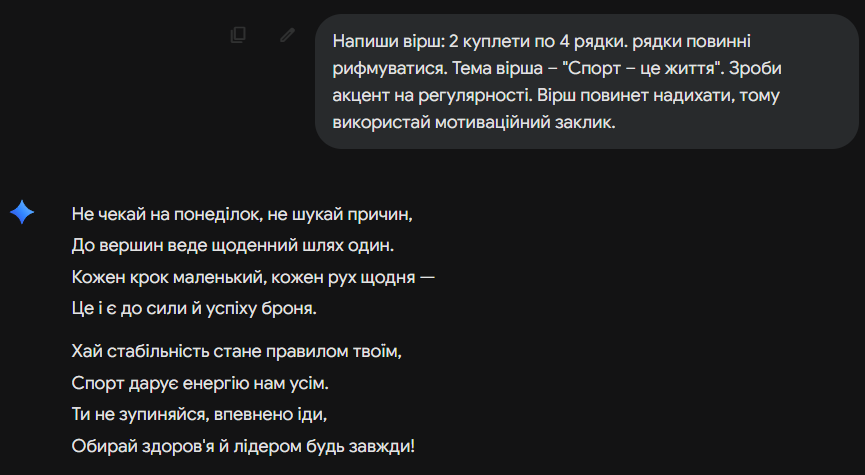 Напиши вірш: 2 куплети по 4 рядки. рядки повинні
рифмуватися. Тема вірша – "Спорт – це життя". Зроби
акцент на регулярності. Вірш повинет надихати, тому
використай мотиваційний заклик.
Не чекай на понеділок, не шукай причин,
До вершин веде щоденний шлях один.
Кожен крок маленький, кожен рух щодня —
Це і є до сили й успіху броня.
Хай стабільність стане правилом твоїм,
Спорт дарує енергію нам усім.
Ти не зупиняйся, впевнено іди,
Обирай здоров'я й лідером будь завжди!